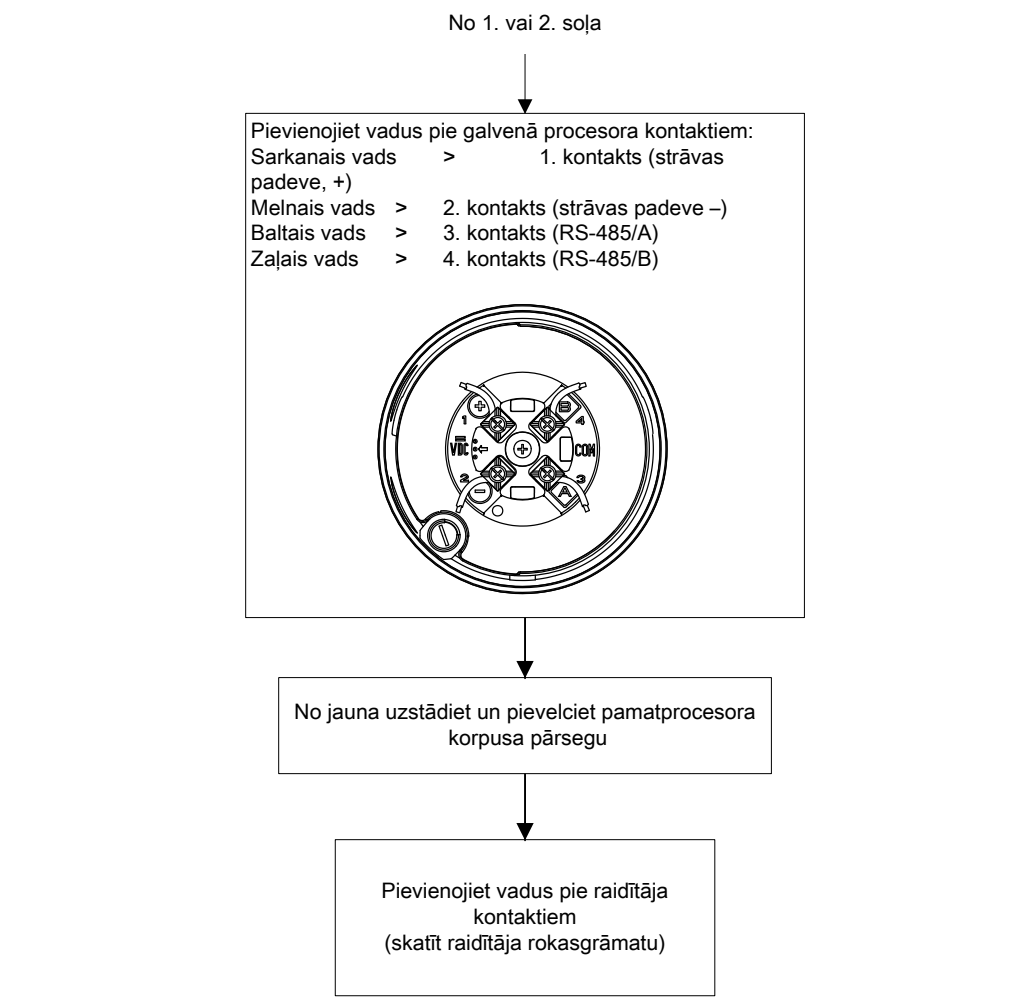 No 1. vai 2. soļa
Pievienojiet vadus pie galvenā procesora kontaktiem:
Sarkanais vads > 1. kontakts (strāvas
padeve, +)
Melnais vads > 2. kontakts (strāvas padeve –)
Baltais vads > 3. kontakts (RS-485/A)
Zaļais vads > 4. kontakts (RS-485/B)
+ B
1 4
VDC COM
2 3
– A
No jauna uzstādiet un pievelciet pamatprocesora
korpusa pārsegu
Pievienojiet vadus pie raidītāja
kontaktiem
(skatīt raidītāja rokasgrāmatu)